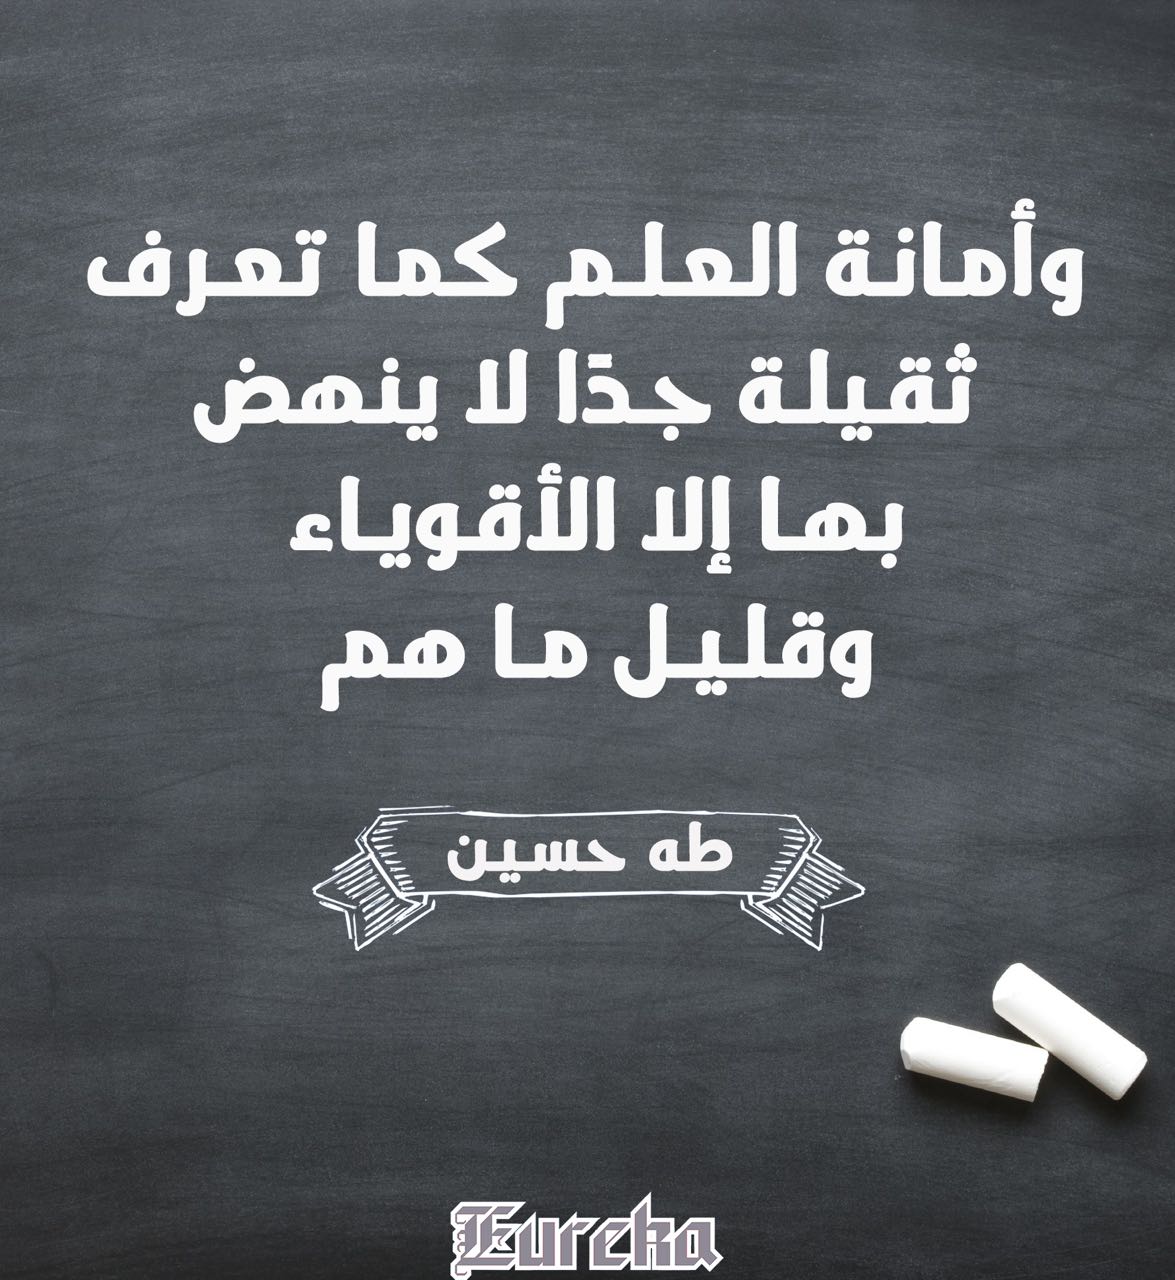 وأمانة العلم كما تعرف
ثقيلة جدًا لا ينهض
بها إلا الأقوياء
وقليل ما هم
طه حسين
Eureka